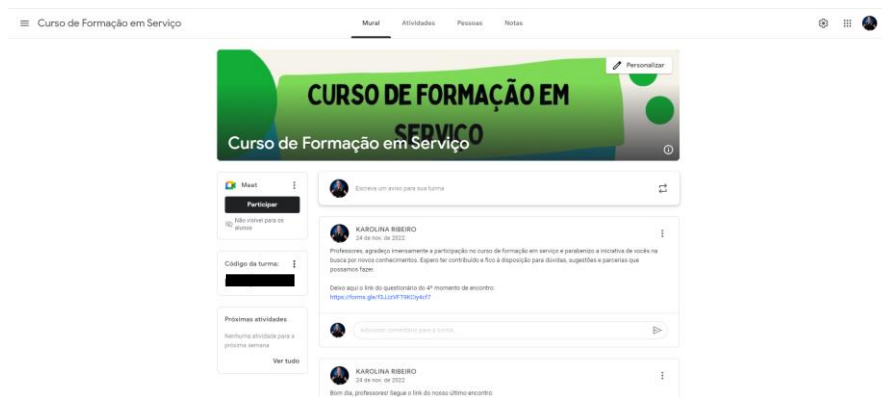 Curso de Formação em Serviço
Mural Atividades Pessoas Notas
Personalizar
CURSO DE FORMAÇÃO EM
SERVIÇO
Curso de Formação em Serviço
Meet
Participar
Não visível para os
alunos
Código da turma:
Próximas atividades
Nenhuma atividade para a
próxima semana
Ver tudo
Escreva um aviso para sua turma
KAROLINA RIBEIRO
24 de nov. de 2022
Professores, agradeço imensamente a participação no curso de formação em serviço e parabenizo a iniciativa de vocês na
busca por novos conhecimentos. Espero ter contribuído e fico à disposição para dúvidas, sugestões e parcerias que
possamos fazer.
Deixo aqui o link do questionário do 4º momento de encontro:
Adicionar comentário para a turma
KAROLINA RIBEIRO
24 de nov. de 2022
Bom dia, professores! Segue o link do nosso último encontro